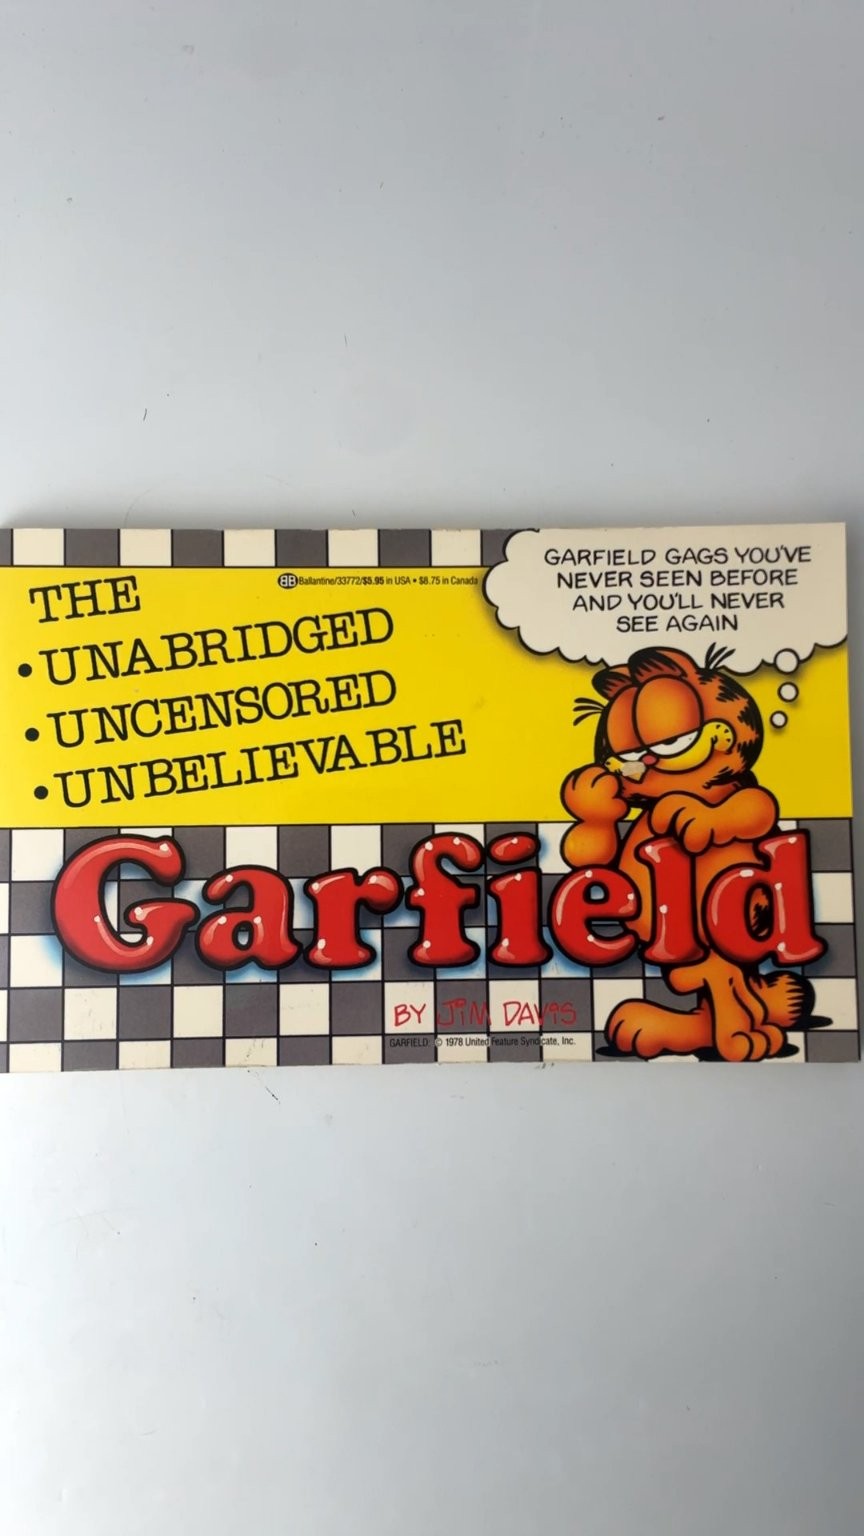 BB Ballantine/33772/$5.95 in USA • $8.75 in Canada
THE
• UNABRIDGED
• UNCENSORED
• UNBELIEVABLE
GARFIELD GAGS YOU'VE
NEVER SEEN BEFORE
AND YOU'LL NEVER
SEE AGAIN
Garfield
BY JIM DAVIS
GARFIELD: © 1978 United Feature Syndicate, Inc.